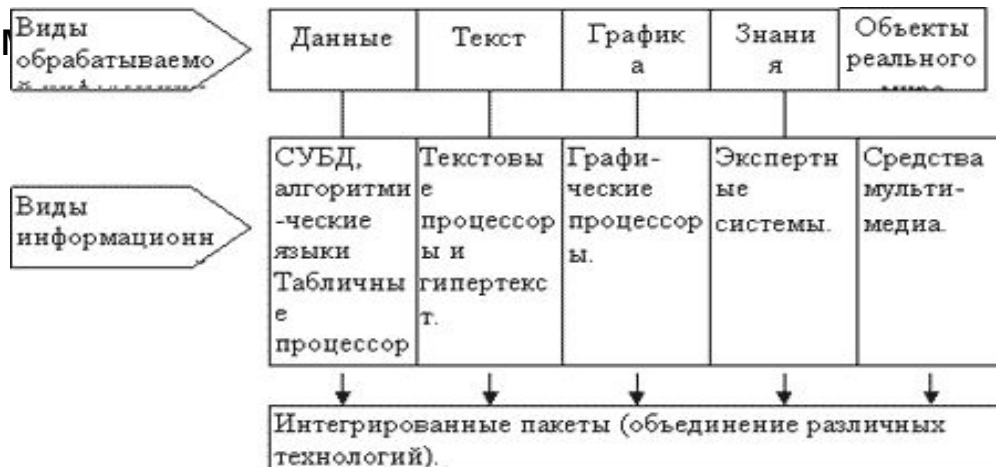 Виды
обрабатываемо
Данные
Текст
График
а
Знани
я
Объекты
реального
мира
Виды
информационн
СУБД,
алгоритми
-ческие
языки
Табличны
е
процессор
Текстовы
е
процессор
ы и
гипертекс
т.
Графи-
ческие
процессор
ы.
Экспертн
ые
системы.
Средства
мульти-
медиа.
Интегрированные пакеты (объединение различных
технологий).